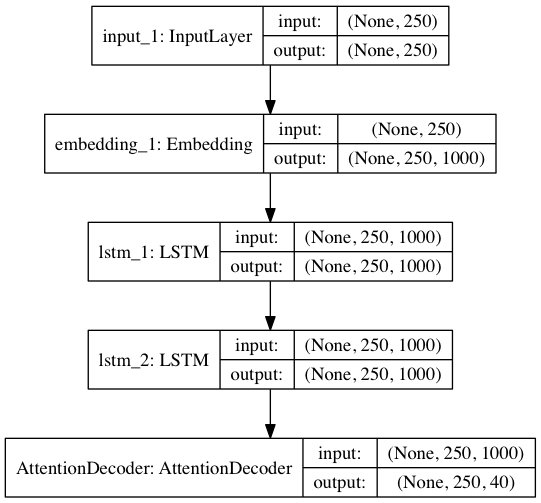 input_1: InputLayer
input:
(None, 250)
output:
(None, 250)
embedding_1: Embedding
input:
(None, 250)
output:
(None, 250, 1000)
lstm_1: LSTM
input:
(None, 250, 1000)
output:
(None, 250, 1000)
lstm_2: LSTM
input:
(None, 250, 1000)
output:
(None, 250, 1000)
AttentionDecoder: AttentionDecoder
input:
(None, 250, 1000)
output:
(None, 250, 40)